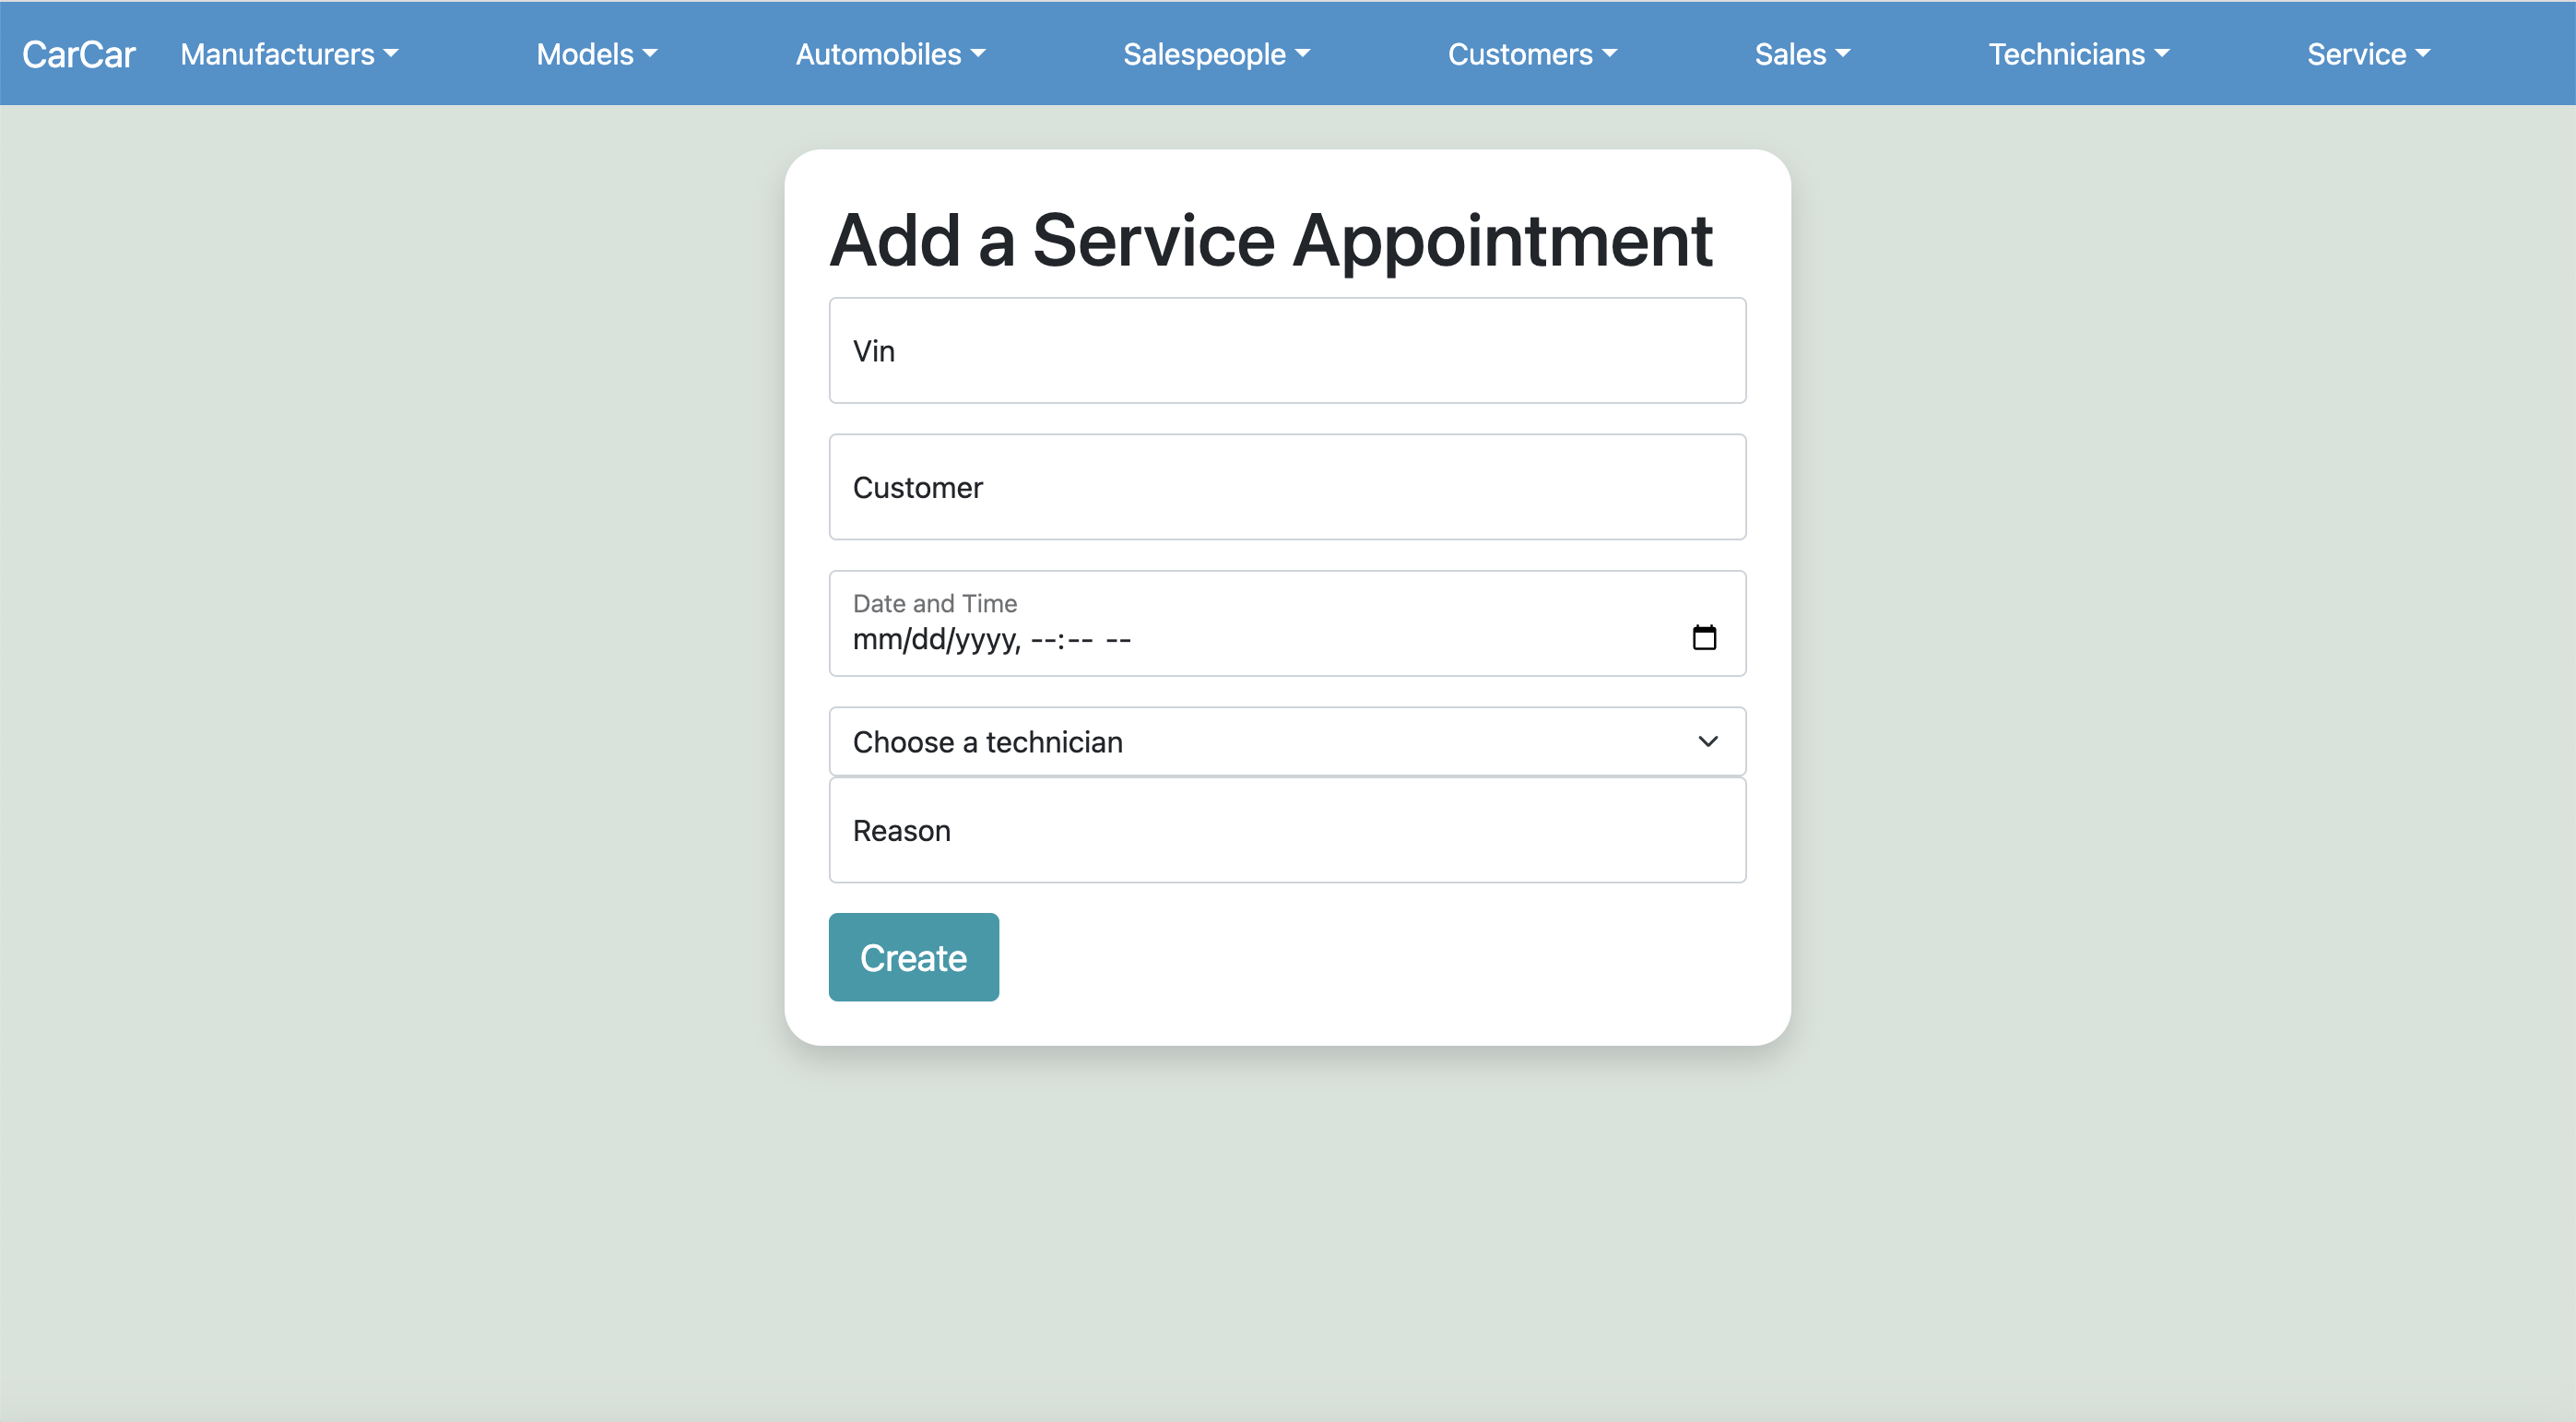 CarCar Manufacturers Models Automobiles Salespeople Customers Sales Technicians Service
Add a Service Appointment
Vin
Customer
Date and Time
mm/dd/yyyy, --:-- --
Choose a technician
Reason
Create